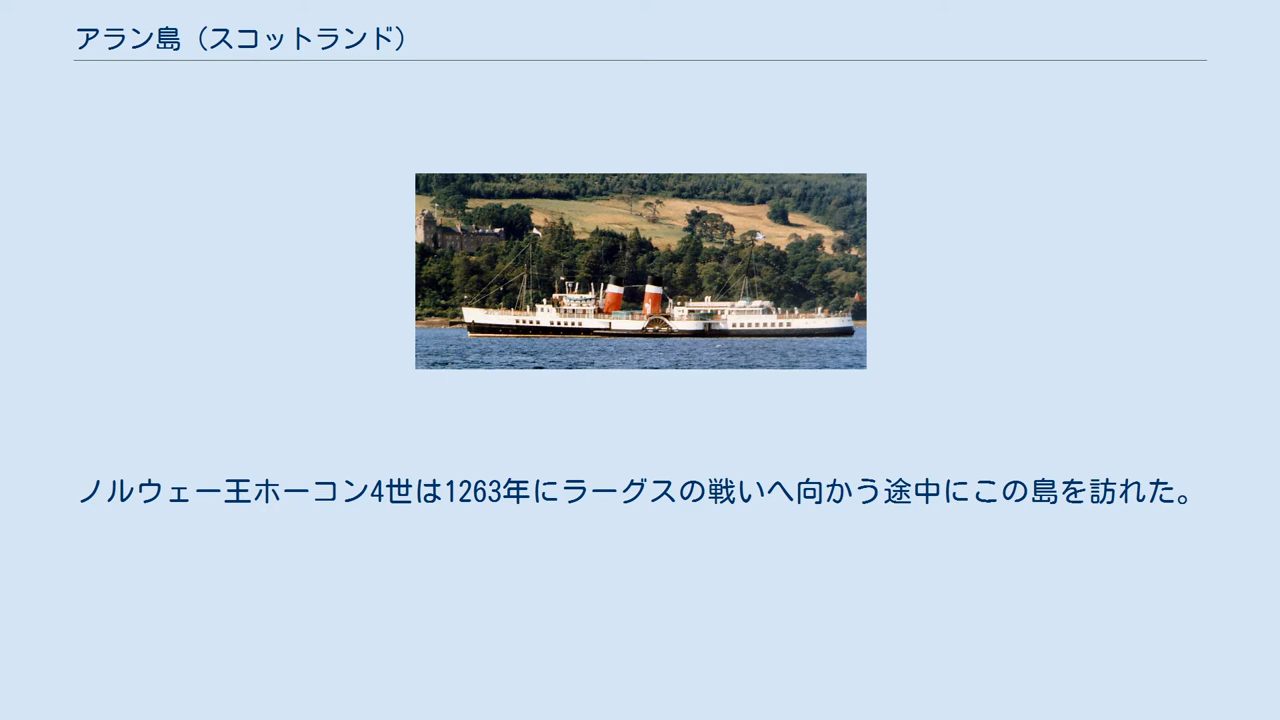 アラン島（スコットランド）
ノルウェー王ホーコン4世は1263年にラーグスの戦いへ向かう途中にこの島を訪れた。